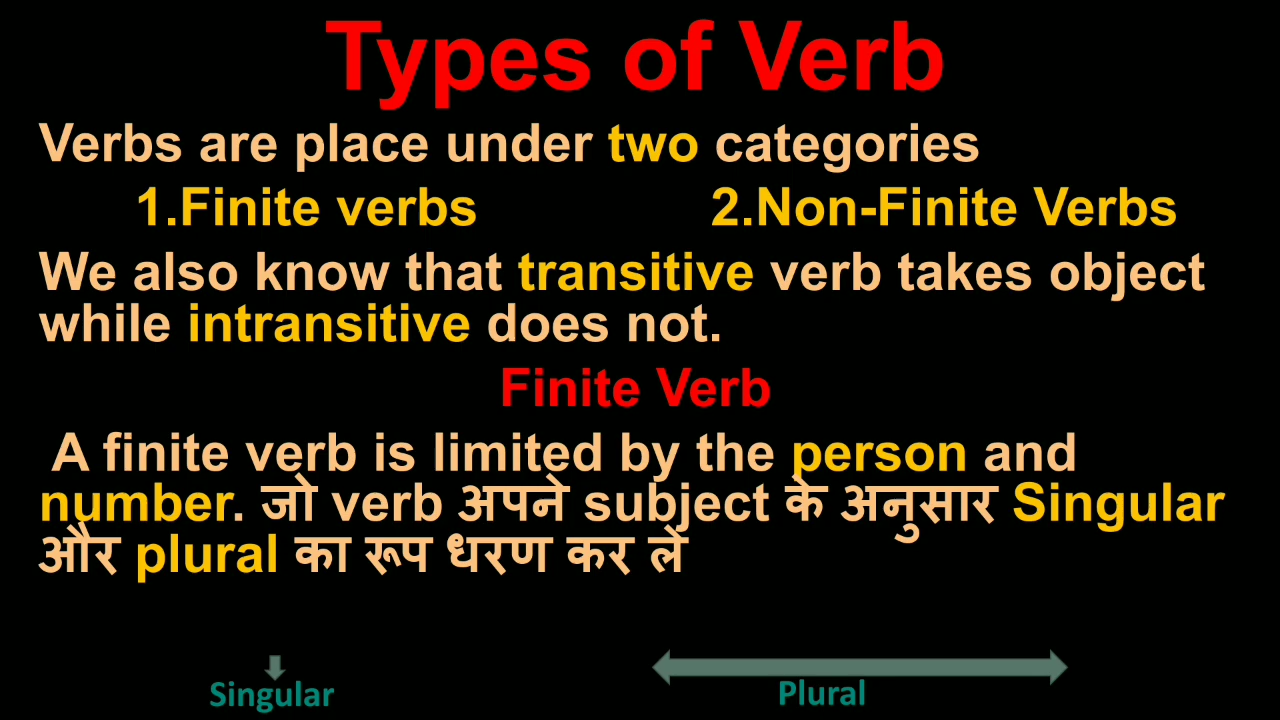 Types of Verb
Verbs are place under two categories
1.Finite verbs 2.Non-Finite Verbs
We also know that transitive verb takes object
while intransitive does not.
Finite Verb
A finite verb is limited by the person and
number. जो verb अपने subject के अनुसार Singular
और plural का रूप धरण कर लें
Singular Plural